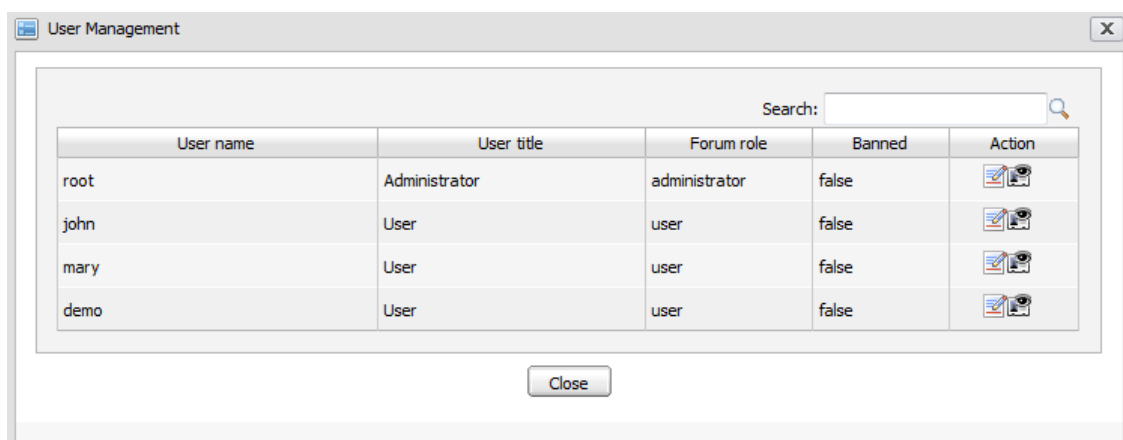 User Management
X
Search:
User name User title Forum role Banned Action
root Administrator administrator false
john User user false
mary User user false
demo User user false
Close